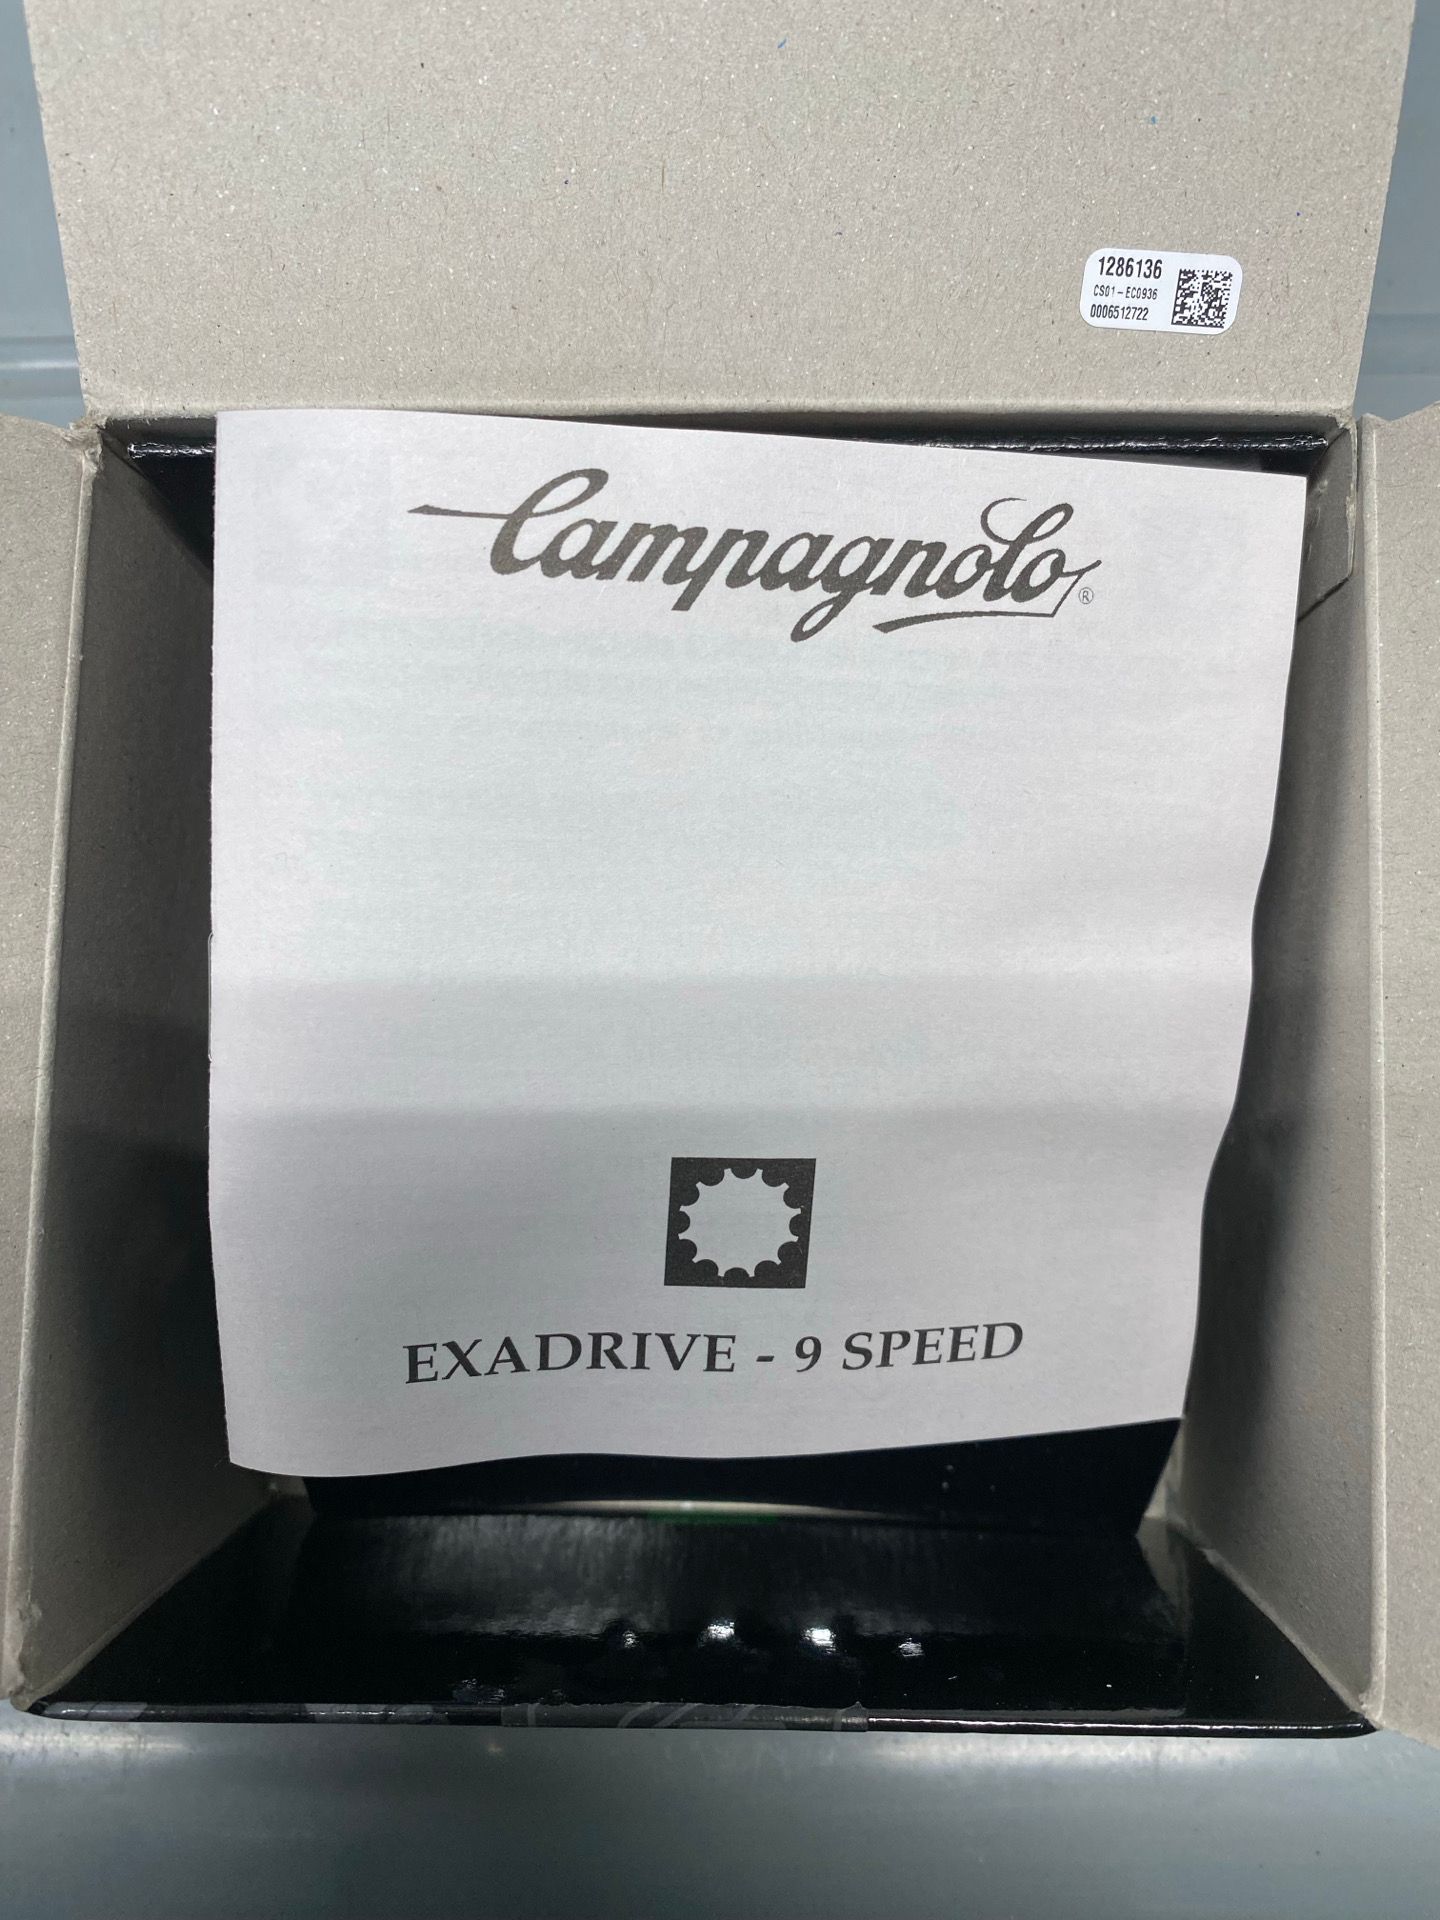 1286136
CS01-EC0936
0006512722
Campagnolo®
EXADRIVE - 9 SPEED